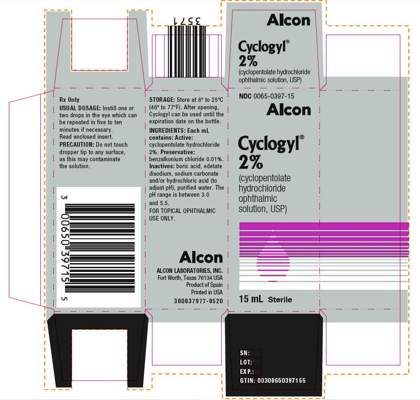 3571
Alcon
Cyclogyl®
2%
(cyclopentolate hydrochloride
ophthalmic solution, USP)
Rx Only
USUAL DOSAGE: Instill one or
two drops in the eye which can
be repeated in five to ten
minutes if necessary.
Read enclosed insert.
PRECAUTION: Do not touch
dropper tip to any surface,
as this may contaminate
the solution.
3 00650 39715 5
STORAGE: Store at 8° to 25°C
(46° to 77°F). After opening,
Cyclogyl can be used until the
expiration date on the bottle.
INGREDIENTS: Each mL
contains: Active:
cyclopentolate hydrochloride
2%. Preservative:
benzalkonium chloride 0.01%.
Inactives: boric acid, edetate
disodium, sodium carbonate
and/or hydrochloric acid (to
adjust pH), purified water. The
pH range is between 3.0
and 5.5.
FOR TOPICAL OPHTHALMIC
USE ONLY.
Alcon
ALCON LABORATORIES, INC.
Fort Worth, Texas 76134 USA
Product of Spain
Printed in USA
300037977-0520
NDC 0065-0397-15
Alcon
Cyclogyl®
2%
(cyclopentolate
hydrochloride
ophthalmic
solution, USP)
15 mL Sterile
SN:
LOT:
EXP.:
GTIN: 00300650397155